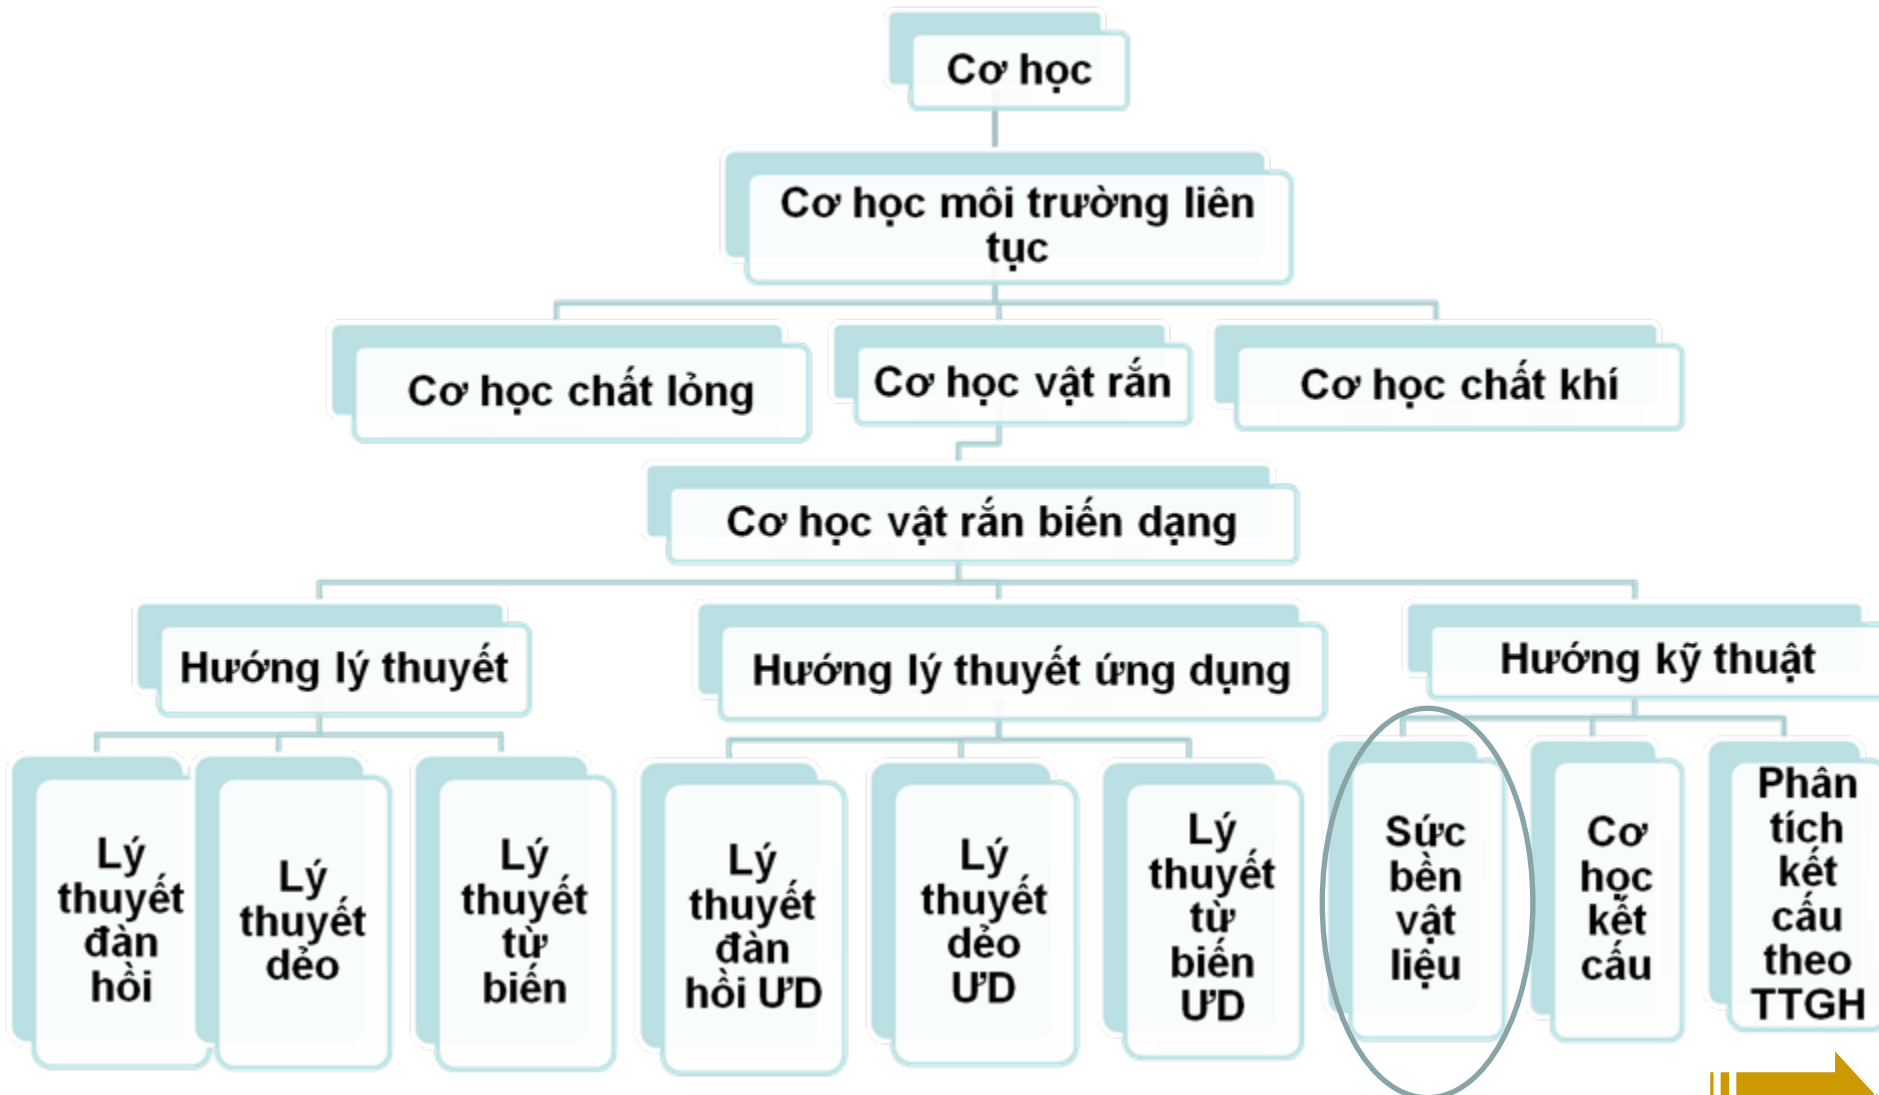 Cơ học
Cơ học môi trường liên
tục
Cơ học chất lỏng
Cơ học vật rắn
Cơ học chất khí
Cơ học vật rắn biến dạng
Hướng lý thuyết
Hướng lý thuyết ứng dụng
Hướng kỹ thuật
Lý
thuyết
đàn
hồi
Lý
thuyết
dẻo
Lý
thuyết
từ
biến
Lý
thuyết
đàn
hồi ƯD
Lý
thuyết
dẻo
ƯD
Lý
thuyết
từ
biến
ƯD
Sức
bền
vật
liệu
Cơ
học
kết
cấu
Phân
tích
kết
cấu
theo
TTGH